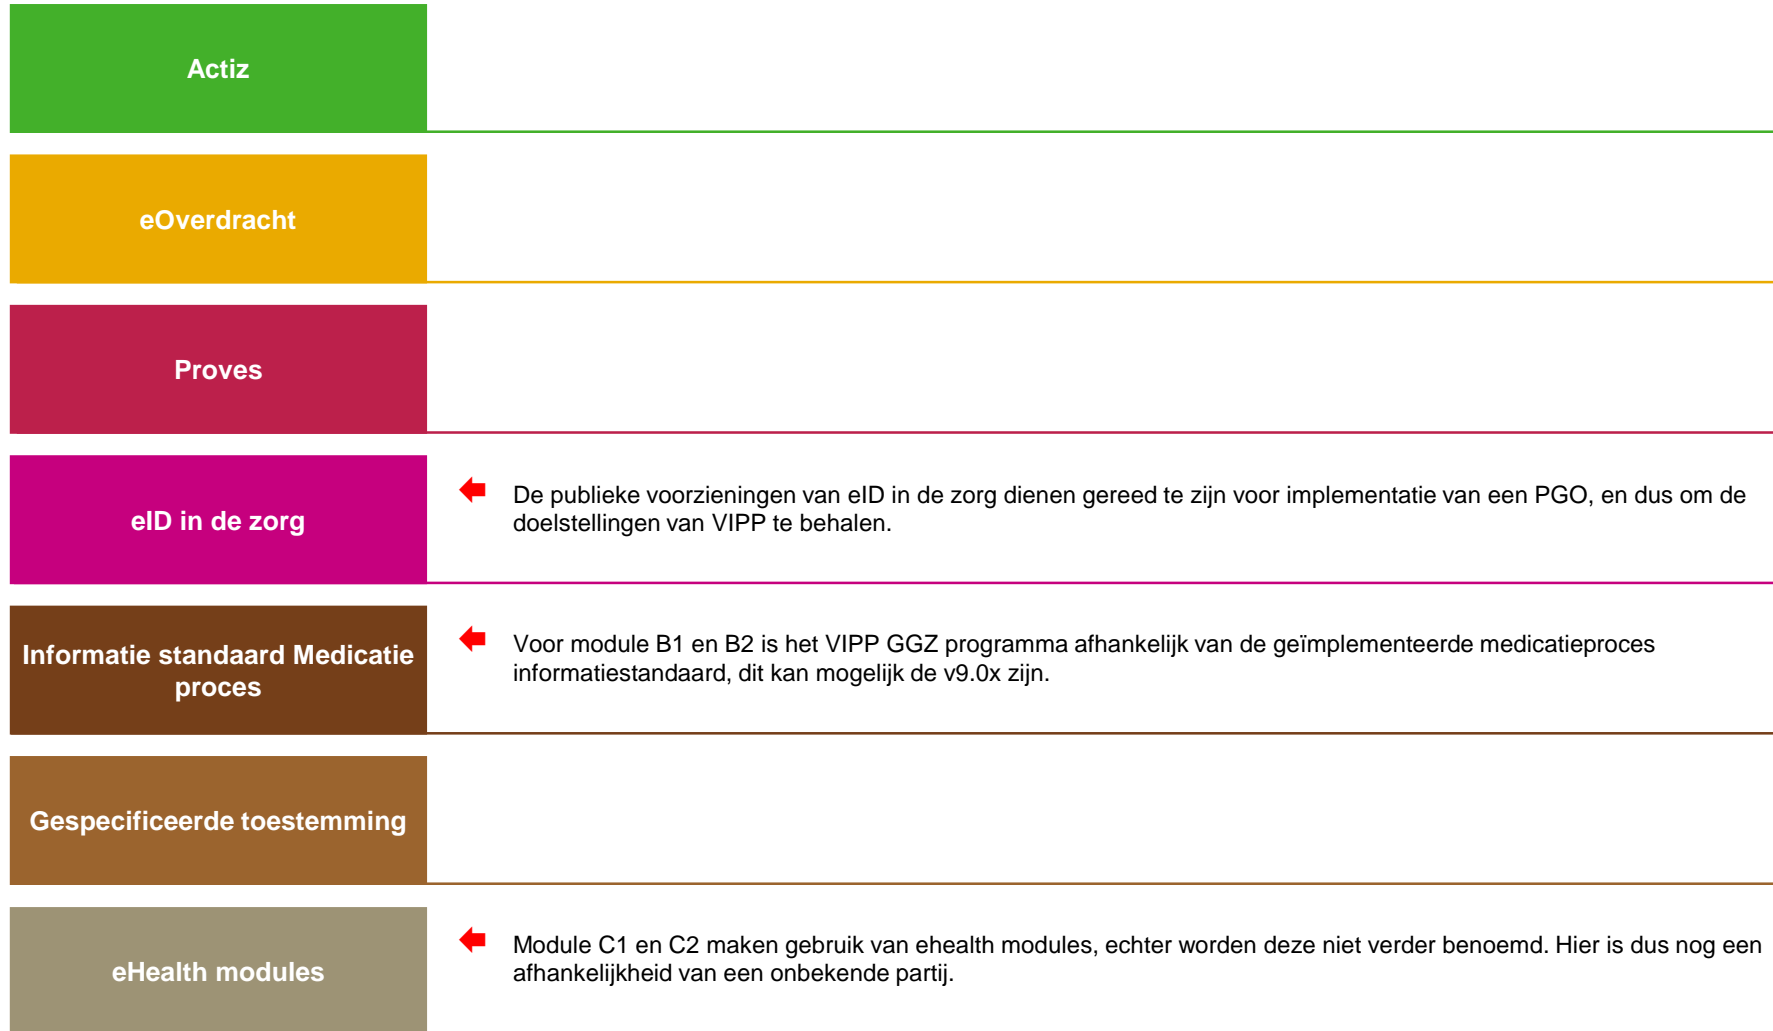 Actiz
eOverdracht
Proves
eID in de zorg
De publieke voorzieningen van eID in de zorg dienen gereed te zijn voor implementatie van een PGO, en dus om de
doelstellingen van VIPP te behalen.
Informatie standaard Medicatie
proces
Voor module B1 en B2 is het VIPP GGZ programma afhankelijk van de geïmplementeerde medicatieproces
informatiestandaard, dit kan mogelijk de v9.0x zijn.
Gespecificeerde toestemming
eHealth modules
Module C1 en C2 maken gebruik van ehealth modules, echter worden deze niet verder benoemd. Hier is dus nog een
afhankelijkheid van een onbekende partij.